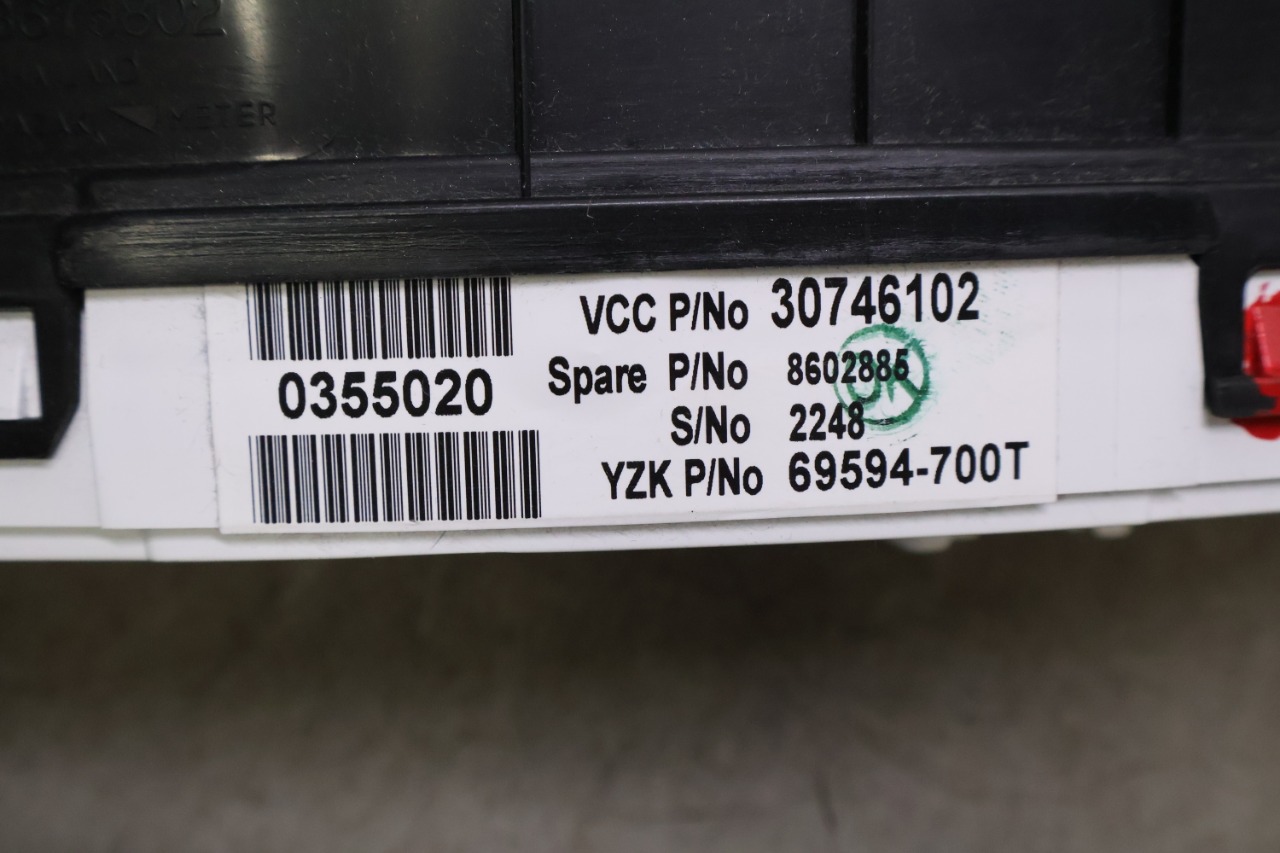 METER
VCC P/No 30746102
0355020
Spare P/No 8602885
S/No 2248
YZK P/No 69594-700T
OK